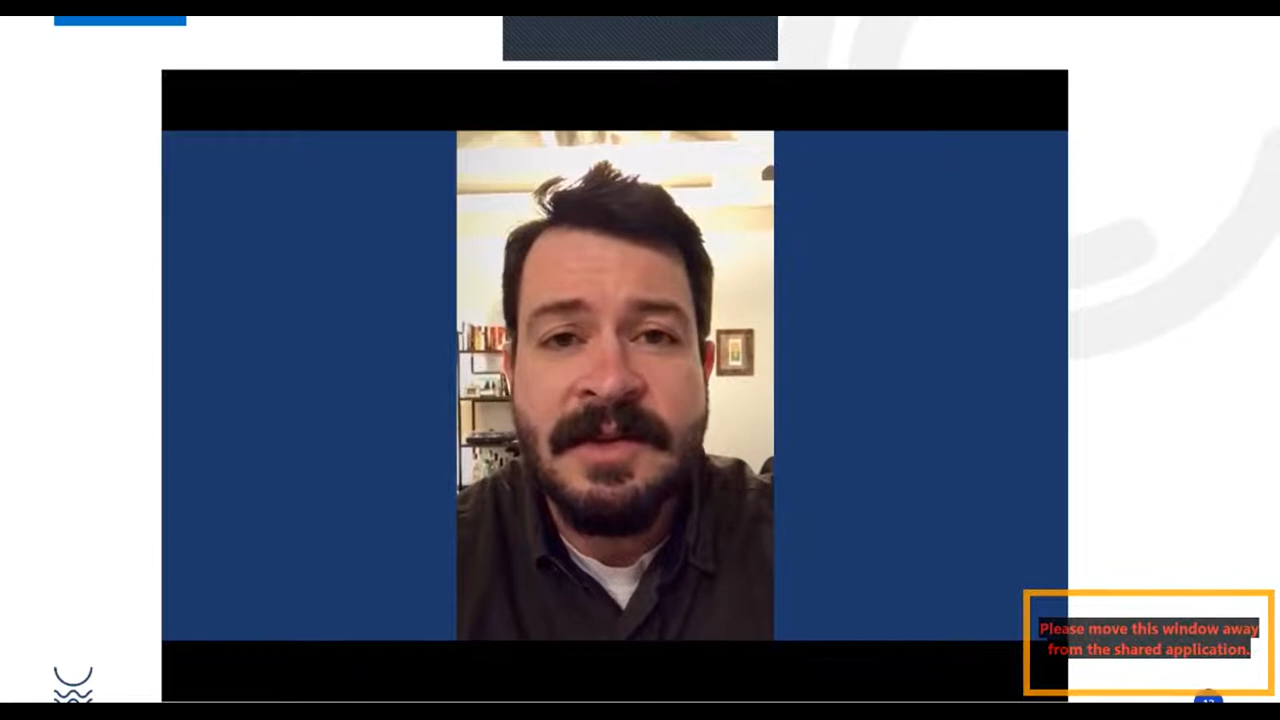 Please move this window away
from the shared application.